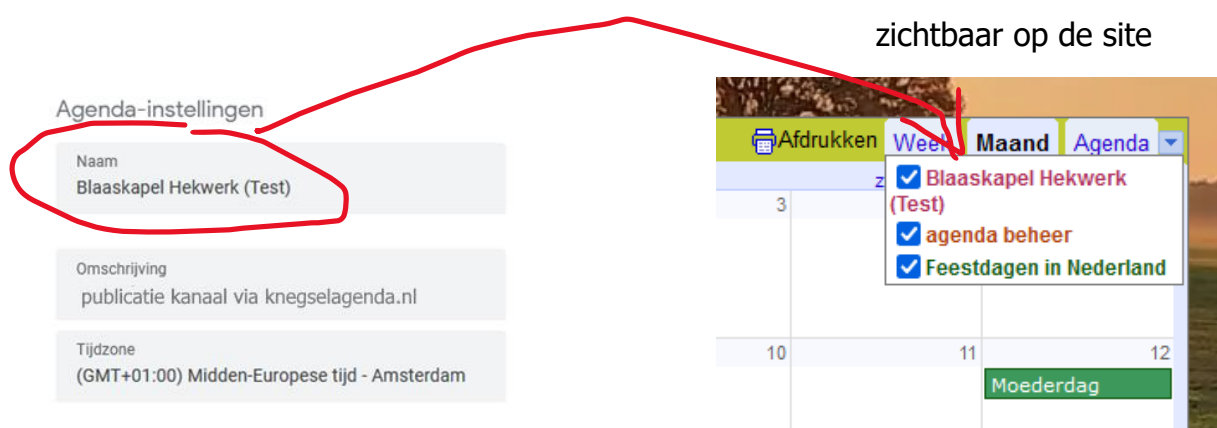 zichtbaar op de site
Agenda-instellingen
Naam
Blaaskapel Hekwerk (Test)
Omschrijving
publicatie kanaal via knegselagenda.nl
Tijdzone
(GMT+01:00) Midden-Europese tijd - Amsterdam
Afdrukken Week Maand Agenda
z
Blaaskapel Hekwerk
(Test)
agenda beheer
Feestdagen in Nederland
3
10 11 12
Moederdag